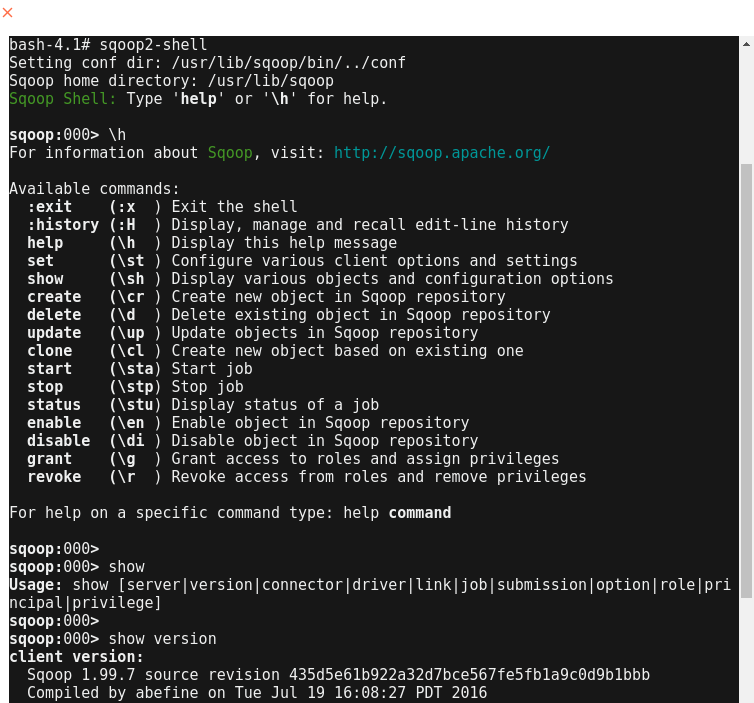 bash-4.1# sqoop2-shell
Setting conf dir: /usr/lib/sqoop/bin/../conf
Sqoop home directory: /usr/lib/sqoop
Sqoop Shell: Type 'help' or '\h' for help.
sqoop:000> \h
For information about Sqoop, visit: http://sqoop.apache.org/
Available commands:
  :exit    (:x  ) Exit the shell
  :history (:H  ) Display, manage and recall edit-line history
  help     (\h  ) Display this help message
  set      (\st ) Configure various client options and settings
  show     (\sh ) Display various objects and configuration options
  create   (\cr ) Create new object in Sqoop repository
  delete   (\d  ) Delete existing object in Sqoop repository
  update   (\up ) Update objects in Sqoop repository
  clone    (\cl ) Create new object based on existing one
  start    (\sta) Start job
  stop     (\stp) Stop job
  status   (\stu) Display status of a job
  enable   (\en ) Enable object in Sqoop repository
  disable  (\di ) Disable object in Sqoop repository
  grant    (\g  ) Grant access to roles and assign privileges
  revoke   (\r  ) Revoke access from roles and remove privileges
For help on a specific command type: help command
sqoop:000>
sqoop:000> show
Usage: show [server|version|connector|driver|link|job|submission|option|role|pri
ncipal|privilege]
sqoop:000>
sqoop:000> show version
client version:
  Sqoop 1.99.7 source revision 435d5e61b922a32d7bce567fe5fb1a9c0d9b1bbb
  Compiled by abefine on Tue Jul 19 16:08:27 PDT 2016